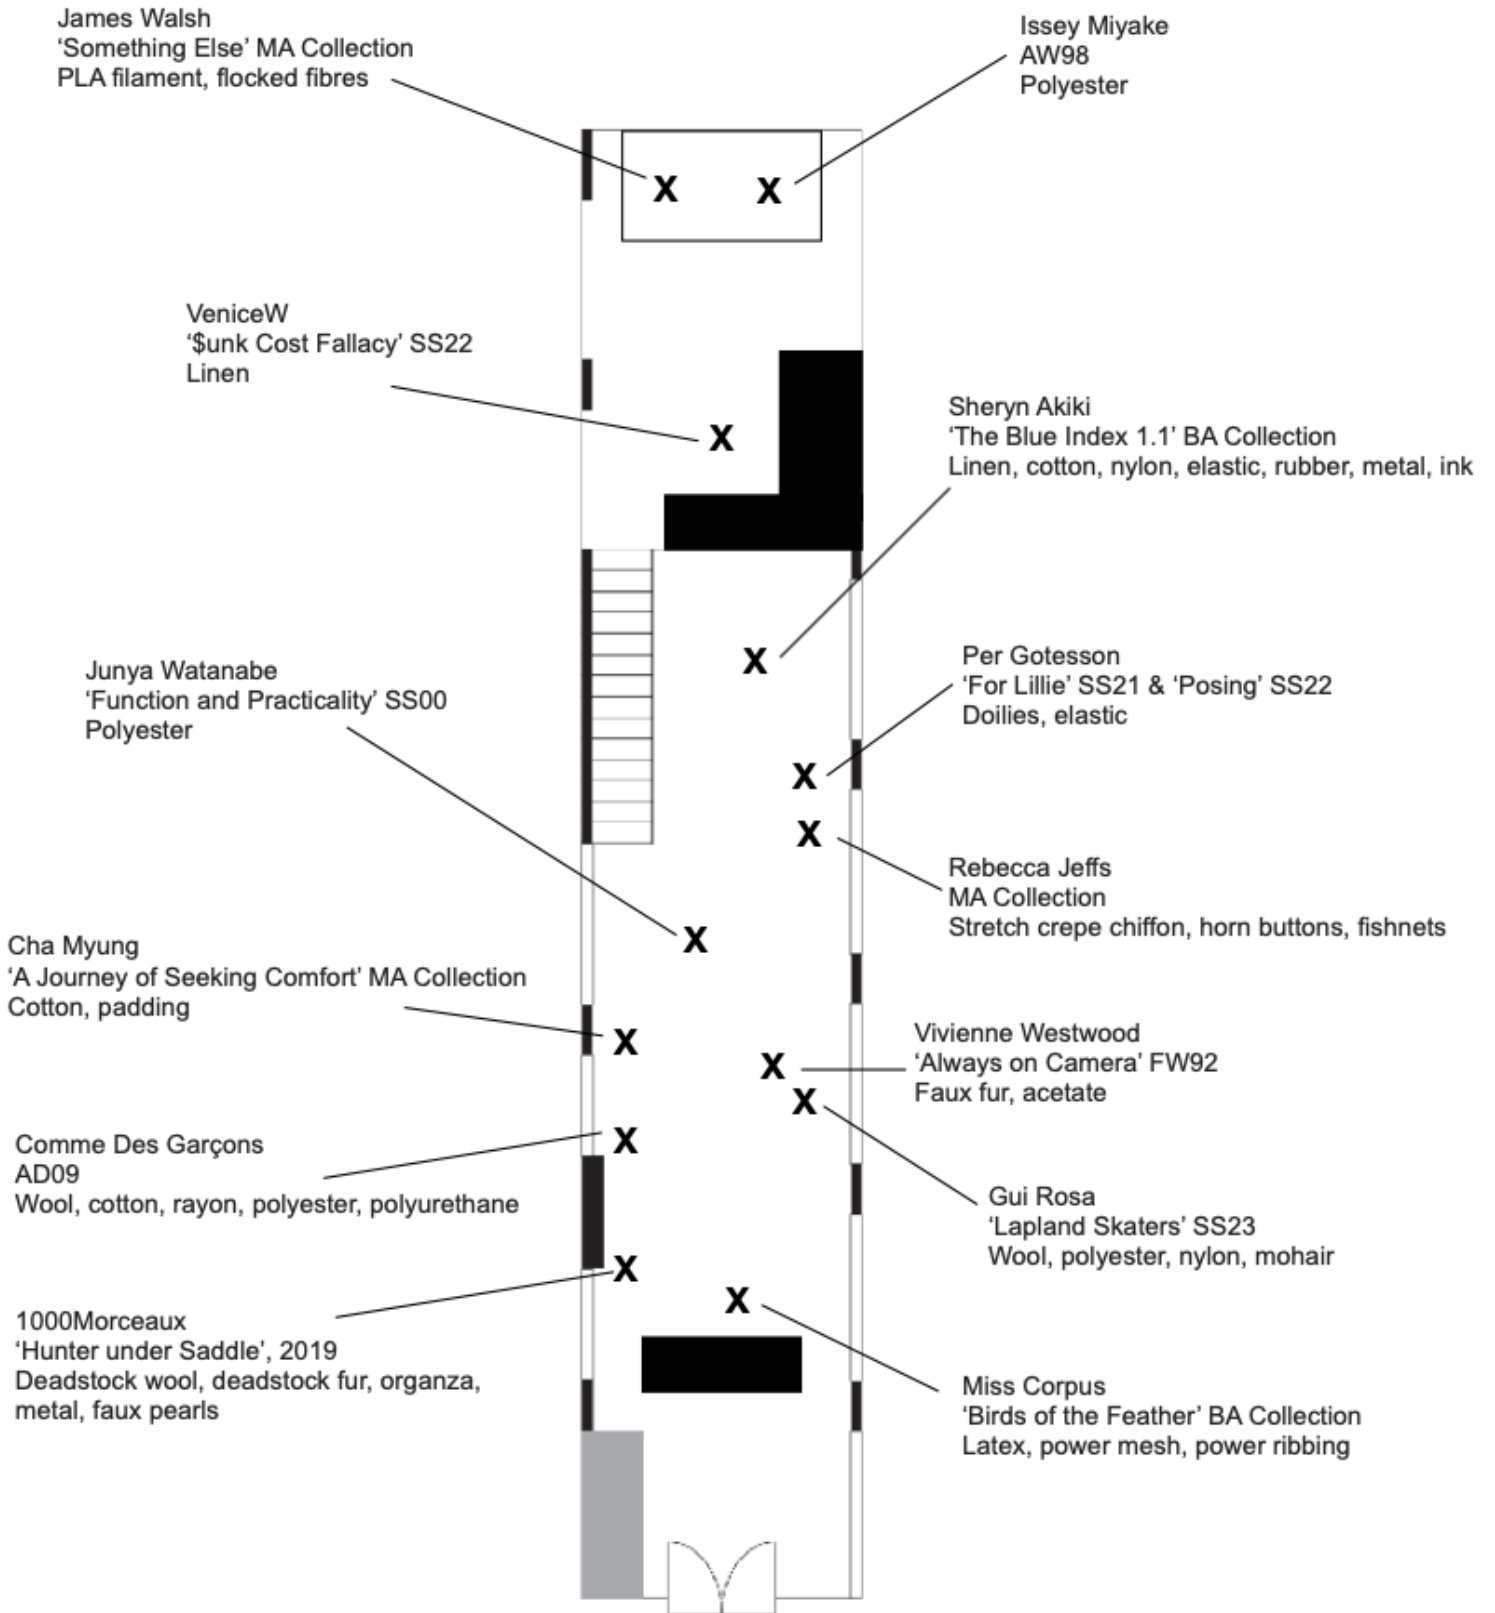 James Walsh
‘Something Else’ MA Collection
PLA filament, flocked fibres
Issey Miyake
AW98
Polyester
X
X
VeniceW
‘$unk Cost Fallacy’ SS22
Linen
X
Sheryn Akiki
‘The Blue Index 1.1’ BA Collection
Linen, cotton, nylon, elastic, rubber, metal, ink
X
Junya Watanabe
‘Function and Practicality’ SS00
Polyester
X
Per Gotesson
‘For Lillie’ SS21 & ‘Posing’ SS22
Doilies, elastic
X
Rebecca Jeffs
MA Collection
Stretch crepe chiffon, horn buttons, fishnets
X
Cha Myung
‘A Journey of Seeking Comfort’ MA Collection
Cotton, padding
X
Vivienne Westwood
‘Always on Camera’ FW92
Faux fur, acetate
X
Comme Des Garçons
AD09
Wool, cotton, rayon, polyester, polyurethane
X
Gui Rosa
‘Lapland Skaters’ SS23
Wool, polyester, nylon, mohair
X
1000Morceaux
‘Hunter under Saddle’, 2019
Deadstock wool, deadstock fur, organza,
metal, faux pearls
X
Miss Corpus
‘Birds of the Feather’ BA Collection
Latex, power mesh, power ribbing
X